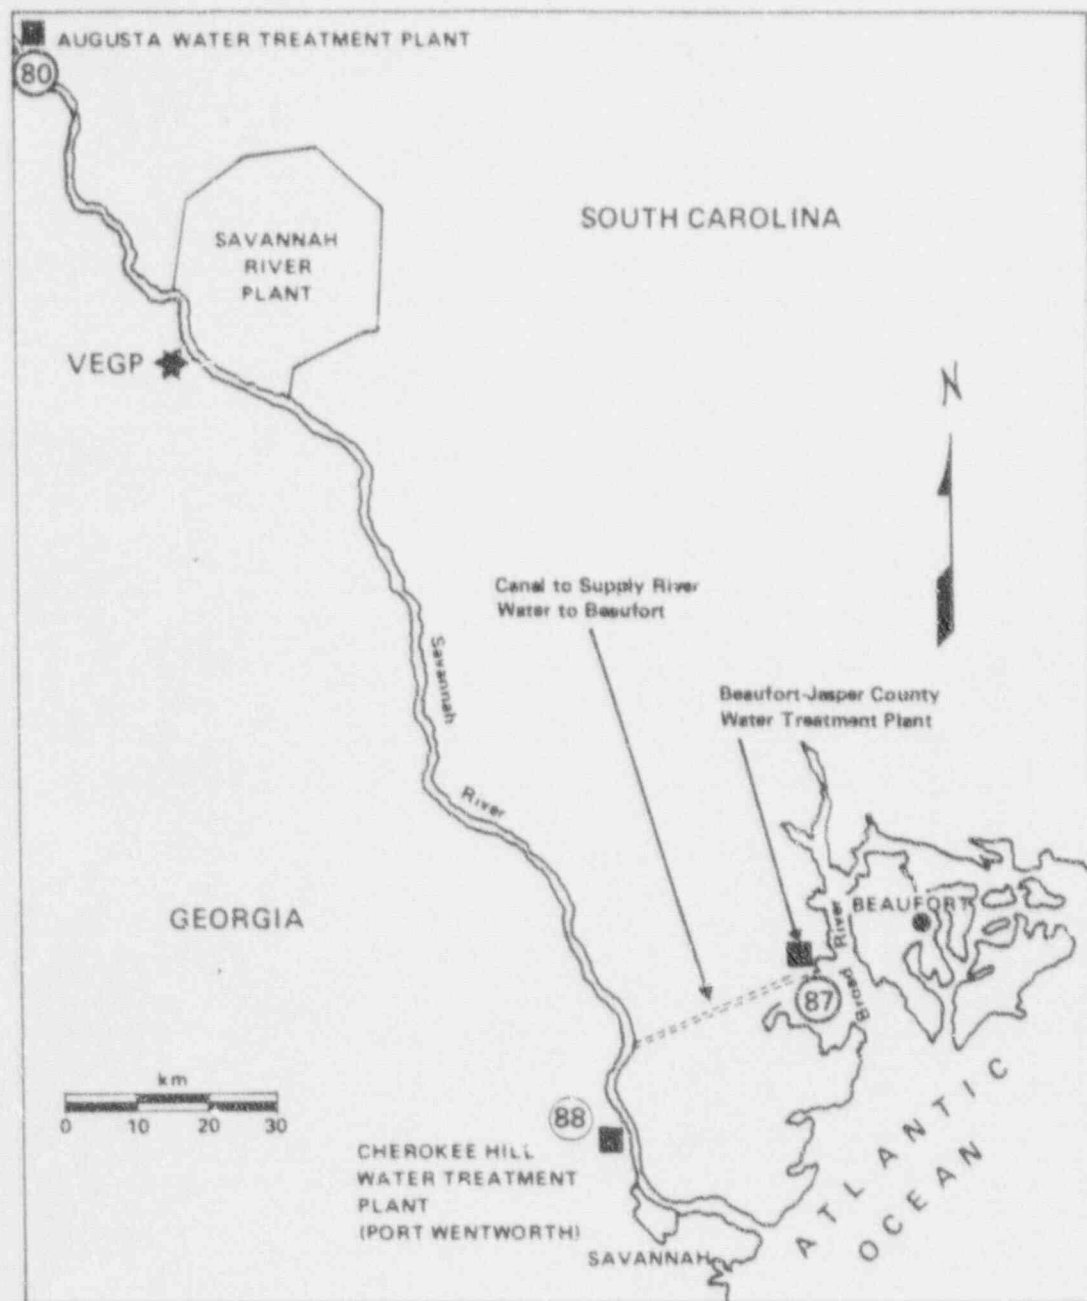 AUGUSTA WATER TREATMENT PLANT
80
SOUTH CAROLINA
SAVANNAH
RIVER
PLANT
VEGP
N
Canal to Supply River
Water to Beaufort
Savannah
River
Beaufort-Jasper County
Water Treatment Plant
GEORGIA
BEAUFORT
Broad River
87
km
0 10 20 30
88
CHEROKEE HILL
WATER TREATMENT
PLANT
(PORT WENTWORTH)
SAVANNAH
ATLANTIC
OCEAN